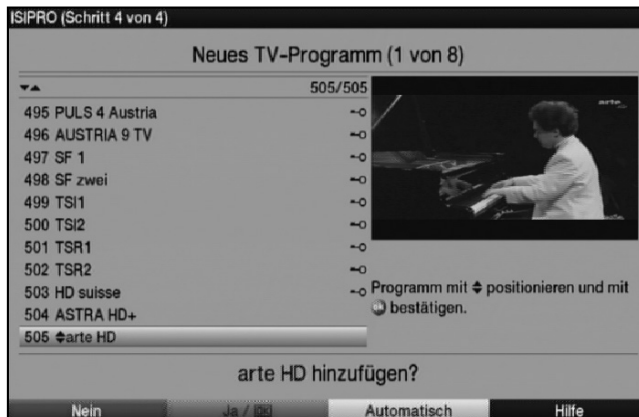 ISIPRO (Schritt 4 von 4)
Neues TV-Programm (1 von 8)
505/505
495 PULS 4 Austria
496 AUSTRIA 9 TV
497 SF 1
498 SF zwei
499 TSI1
500 TSI2
501 TSR1
502 TSR2
503 HD suisse
504 ASTRA HD+
505 arte HD
arte
Programm mit positionieren und mit
ok bestätigen.
arte HD hinzufügen?
Nein Ja / OK Automatisch Hilfe